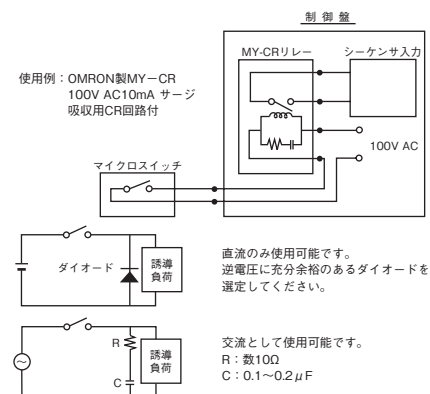 制 御 盤
MY-CRリレー
シーケンサ入力
使用例：OMRON製MY－CR
100V AC10mA サージ
吸収用CR回路付
100V AC
マイクロスイッチ
ダイオード
誘導
負荷
直流のみ使用可能です。
逆電圧に充分余裕のあるダイオードを
選定してください。
R
C
誘導
負荷
交流として使用可能です。
R：数10Ω
C：0.1～0.2μF